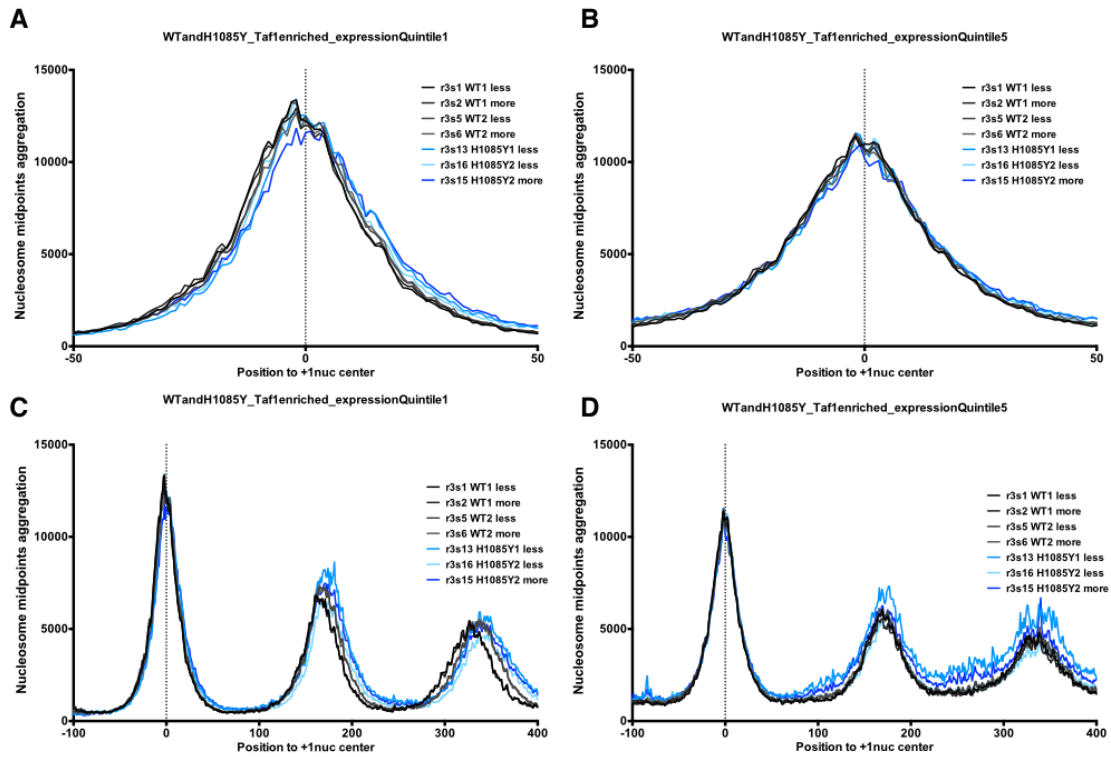 A
WTandH1085Y_Taf1enriched_expressionQuintile1
15000
10000
5000
0
Nucleosome midpoints aggregation
r3s1 WT1 less
r3s2 WT1 more
r3s5 WT2 less
r3s6 WT2 more
r3s13 H1085Y1 less
r3s16 H1085Y2 less
r3s15 H1085Y2 more
-50 0 50
Position to +1nuc center
B
WTandH1085Y_Taf1enriched_expressionQuintile5
15000
10000
5000
0
Nucleosome midpoints aggregation
r3s1 WT1 less
r3s2 WT1 more
r3s5 WT2 less
r3s6 WT2 more
r3s13 H1085Y1 less
r3s16 H1085Y2 less
r3s15 H1085Y2 more
-50 0 50
Position to +1nuc center
C
WTandH1085Y_Taf1enriched_expressionQuintile1
15000
10000
5000
0
Nucleosome midpoints aggregation
r3s1 WT1 less
r3s2 WT1 more
r3s5 WT2 less
r3s6 WT2 more
r3s13 H1085Y1 less
r3s16 H1085Y2 less
r3s15 H1085Y2 more
-100 0 100 200 300 400
Position to +1nuc center
D
WTandH1085Y_Taf1enriched_expressionQuintile5
15000
10000
5000
0
Nucleosome midpoints aggregation
r3s1 WT1 less
r3s2 WT1 more
r3s5 WT2 less
r3s6 WT2 more
r3s13 H1085Y1 less
r3s16 H1085Y2 less
r3s15 H1085Y2 more
-100 0 100 200 300 400
Position to +1nuc center